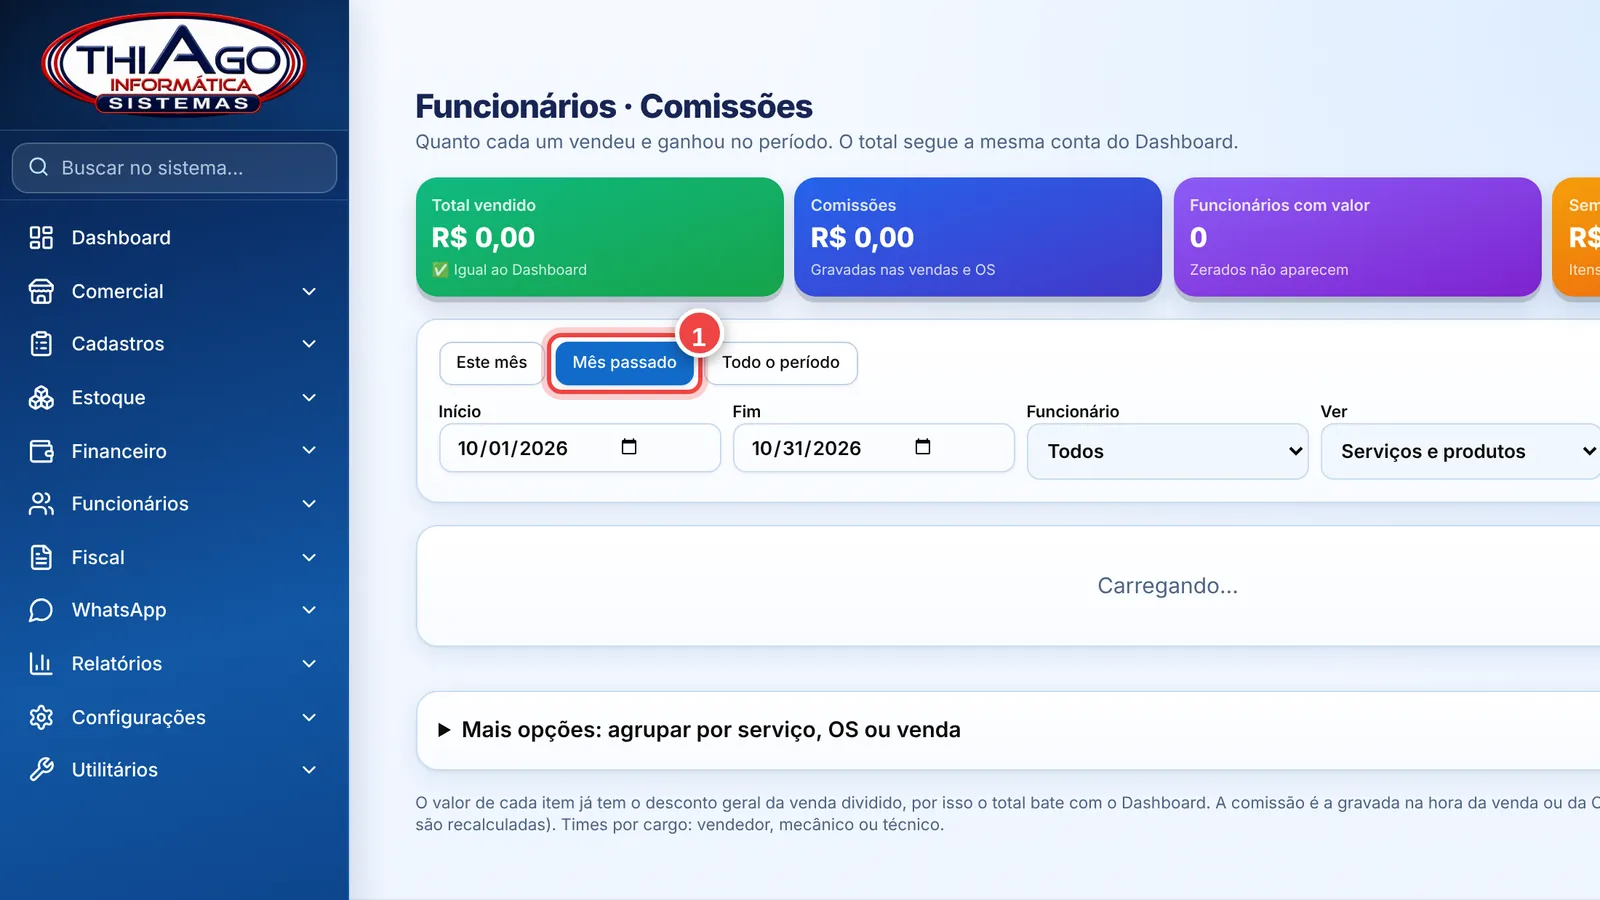 THIAGO
INFORMÁTICA
SISTEMAS
Buscar no sistema...
Dashboard
Comercial
Cadastros
Estoque
Financeiro
Funcionários
Fiscal
WhatsApp
Relatórios
Configurações
Utilitários
Funcionários · Comissões
Quanto cada um vendeu e ganhou no período. O total segue a mesma conta do Dashboard.
Total vendido
R$ 0,00
✅ Igual ao Dashboard
Comissões
R$ 0,00
Gravadas nas vendas e OS
Funcionários com valor
0
Zerados não aparecem
Sem
R$
Itens
Este mês
Mês passado
1
Todo o período
Início
10/01/2026
Fim
10/31/2026
Funcionário
Todos
Ver
Serviços e produtos
Carregando...
Mais opções: agrupar por serviço, OS ou venda
O valor de cada item já tem o desconto geral da venda dividido, por isso o total bate com o Dashboard. A comissão é a gravada na hora da venda ou da
são recalculadas). Times por cargo: vendedor, mecânico ou técnico.